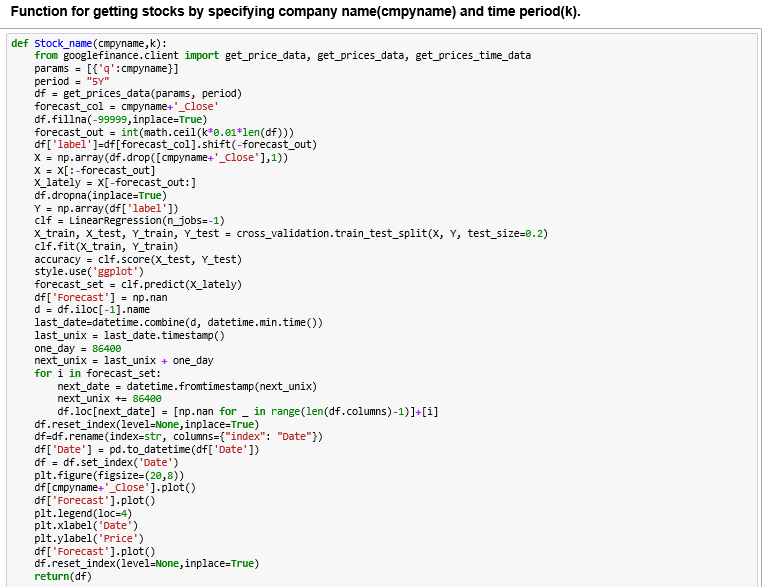 Function for getting stocks by specifying company name(cmpyname) and time period(k).
def Stock_name(cmpyname,k):
    from googlefinance.client import get_price_data, get_prices_data, get_prices_time_data
    params = [{'q':cmpyname}]
    period = "5Y"
    df = get_prices_data(params, period)
    forecast_col = cmpyname+'_Close'
    df.fillna(-99999,inplace=True)
    forecast_out = int(math.ceil(k*0.01*len(df)))
    df['label']=df[forecast_col].shift(-forecast_out)
    X = np.array(df.drop([cmpyname+'_Close'],1))
    X = X[:-forecast_out]
    X_lately = X[-forecast_out:]
    df.dropna(inplace=True)
    Y = np.array(df['label'])
    clf = LinearRegression(n_jobs=-1)
    X_train, X_test, Y_train, Y_test = cross_validation.train_test_split(X, Y, test_size=0.2)
    clf.fit(X_train, Y_train)
    accuracy = clf.score(X_test, Y_test)
    style.use('ggplot')
    forecast_set = clf.predict(X_lately)
    df['Forecast'] = np.nan
    d = df.iloc[-1].name
    last_date=datetime.combine(d, datetime.min.time())
    last_unix = last_date.timestamp()
    one_day = 86400
    next_unix = last_unix + one_day
    for i in forecast_set:
        next_date = datetime.fromtimestamp(next_unix)
        next_unix += 86400
        df.loc[next_date] = [np.nan for _ in range(len(df.columns)-1)]+[i]
    df.reset_index(level=None,inplace=True)
    df=df.rename(index=str, columns={"index": "Date"})
    df['Date'] = pd.to_datetime(df['Date'])
    df = df.set_index('Date')
    plt.figure(figsize=(20,8))
    df[cmpyname+'_Close'].plot()
    df['Forecast'].plot()
    plt.legend(loc=4)
    plt.xlabel('Date')
    plt.ylabel('Price')
    df['Forecast'].plot()
    df.reset_index(level=None,inplace=True)
    return(df)